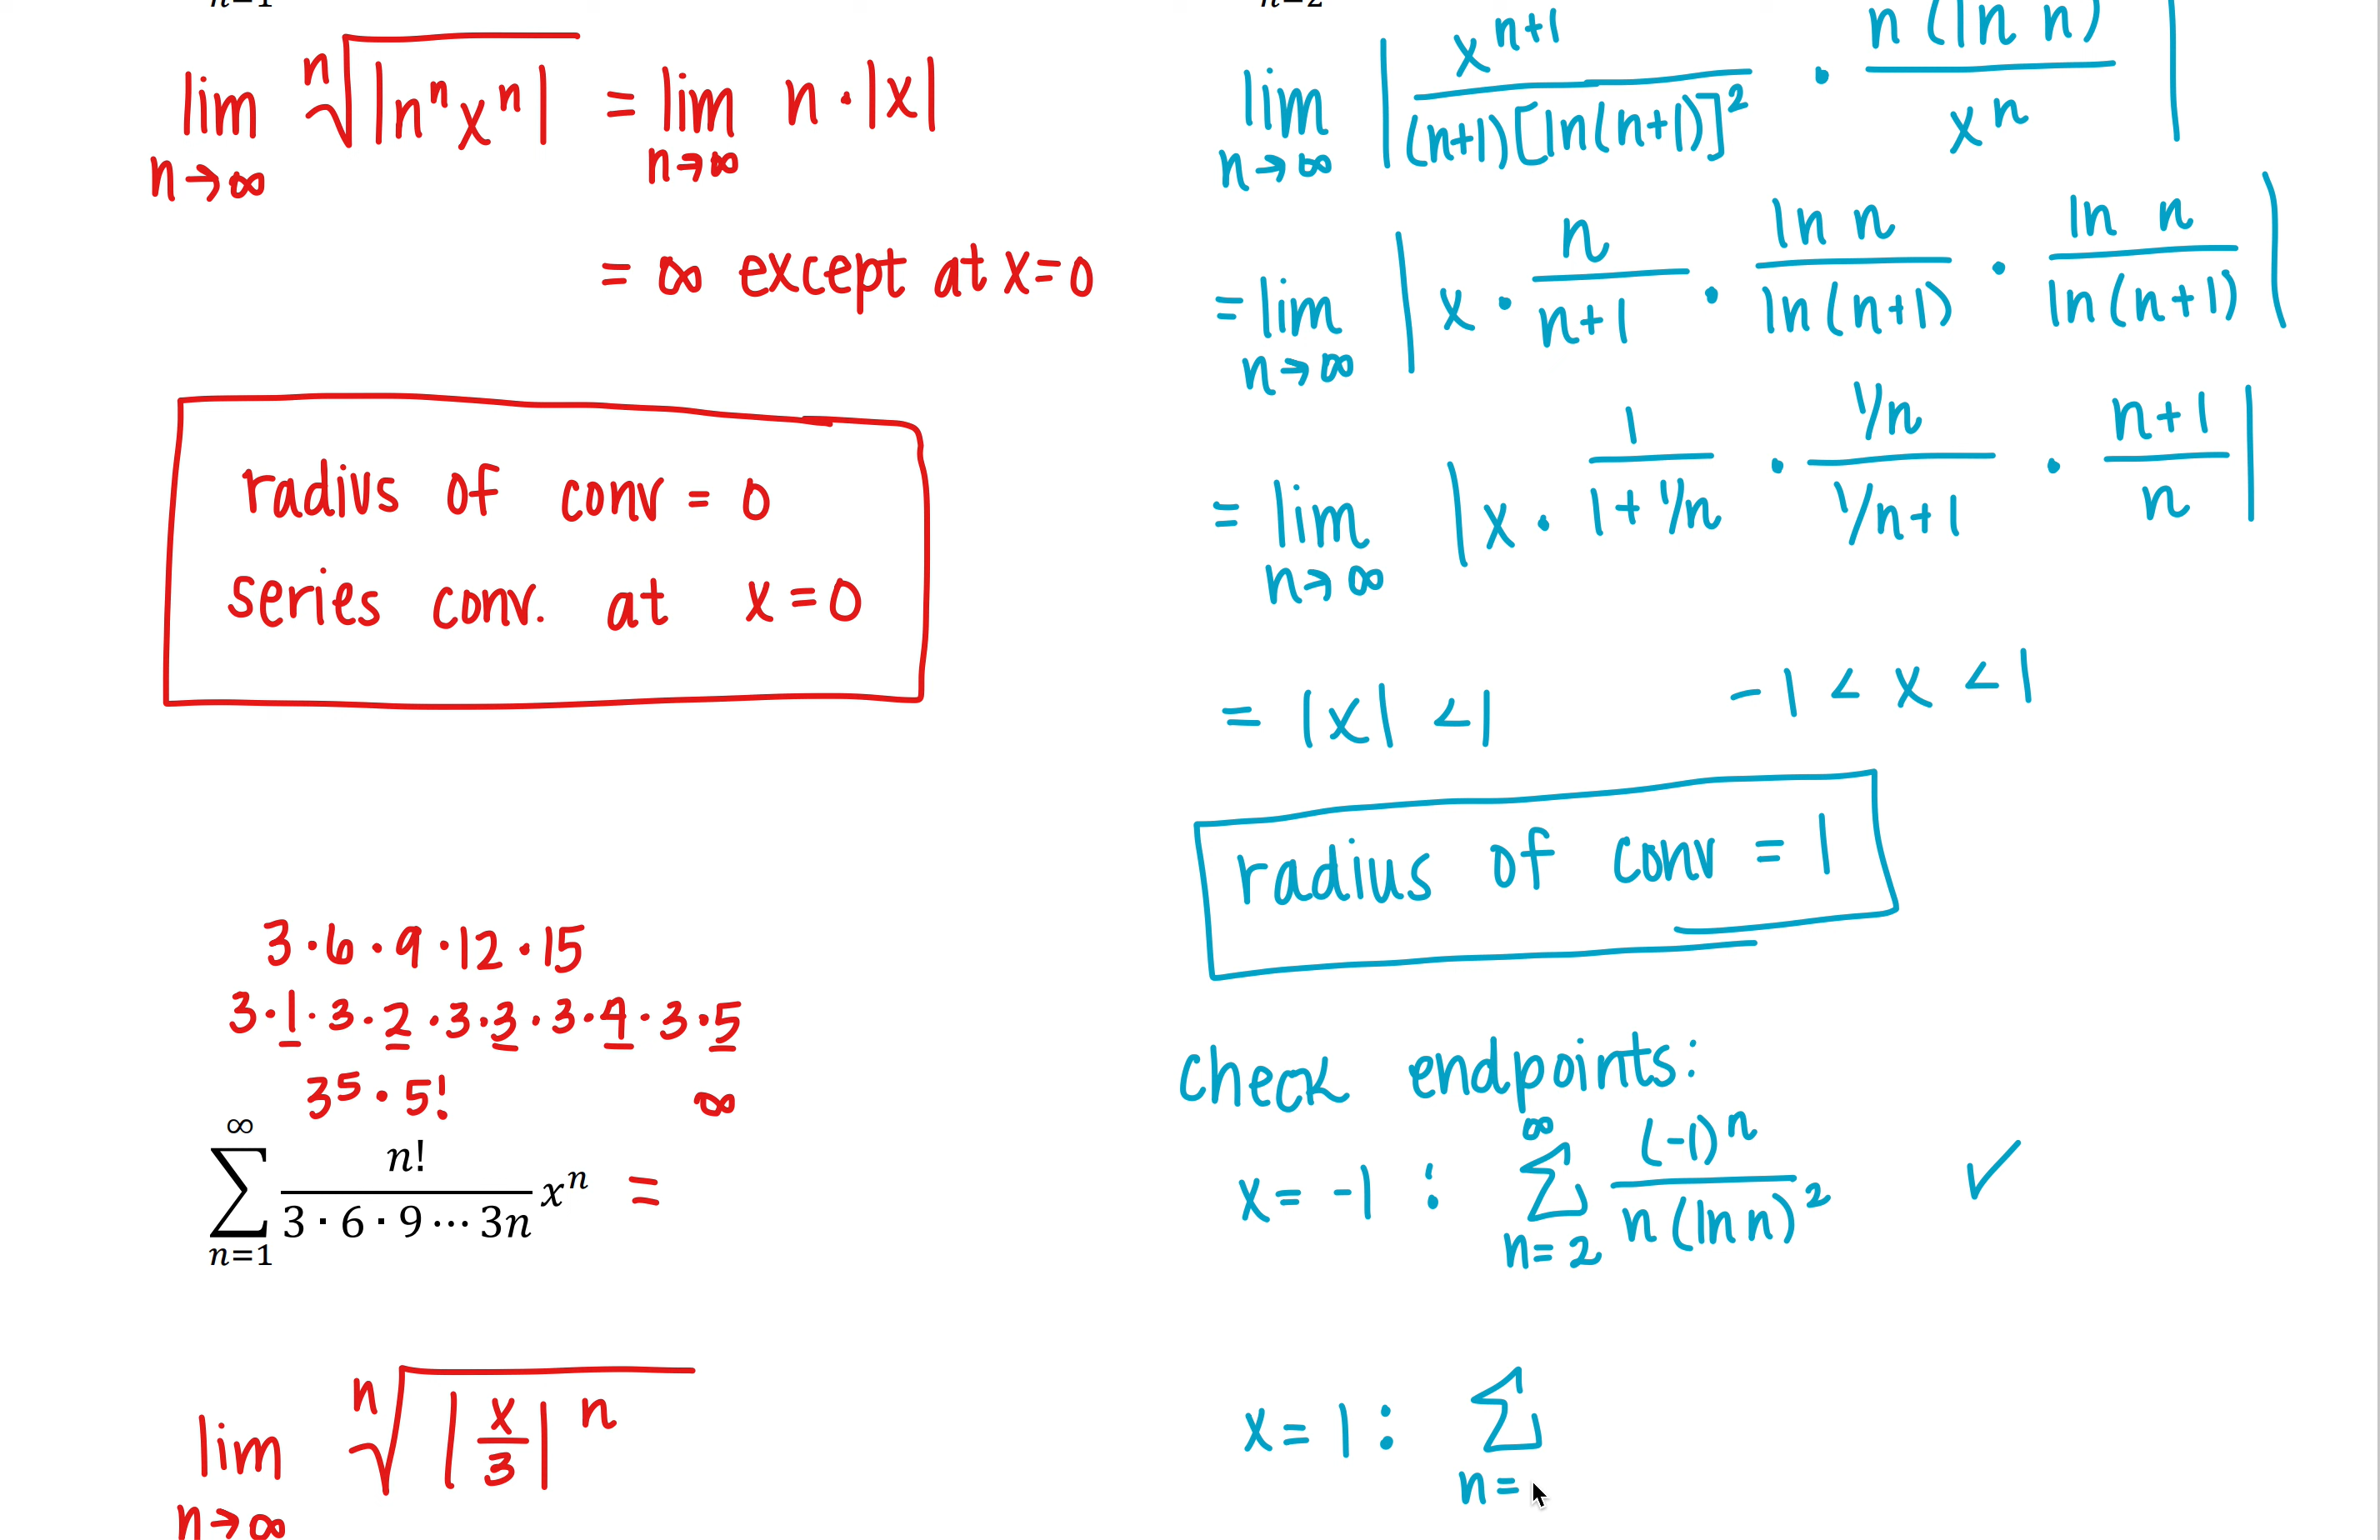 n=1
lim n→∞ ⁿ√|nⁿxⁿ| = lim n→∞ n·|x|
= ∞ except at x=0
radius of conv = 0
series conv. at x=0
3·6·9·12·15
3·1·3·2·3·3·3·4·3·5
3⁵·5! ∞
∞
∑ n=1 n!/(3·6·9⋯3n) xⁿ =
lim n→∞ ⁿ√|x/3|ⁿ
n=2
lim n→∞ |xⁿ⁺¹/((n+1)[ln(n+1)]²) · n(ln n)/xⁿ|
= lim n→∞ |x · n/(n+1) · ln n/ln(n+1) · ln n/ln(n+1)|
= lim n→∞ |x · 1/(1+1/n) · (1/n)/(1/n+1) · (n+1)/n|
= |x| <1 -1 < x <1
radius of conv = 1
check endpoints:
x=-1 : ∞ ∑ n=2 (-1)ⁿ/(n(ln n)²) ✓
x=1 : ∑ n=